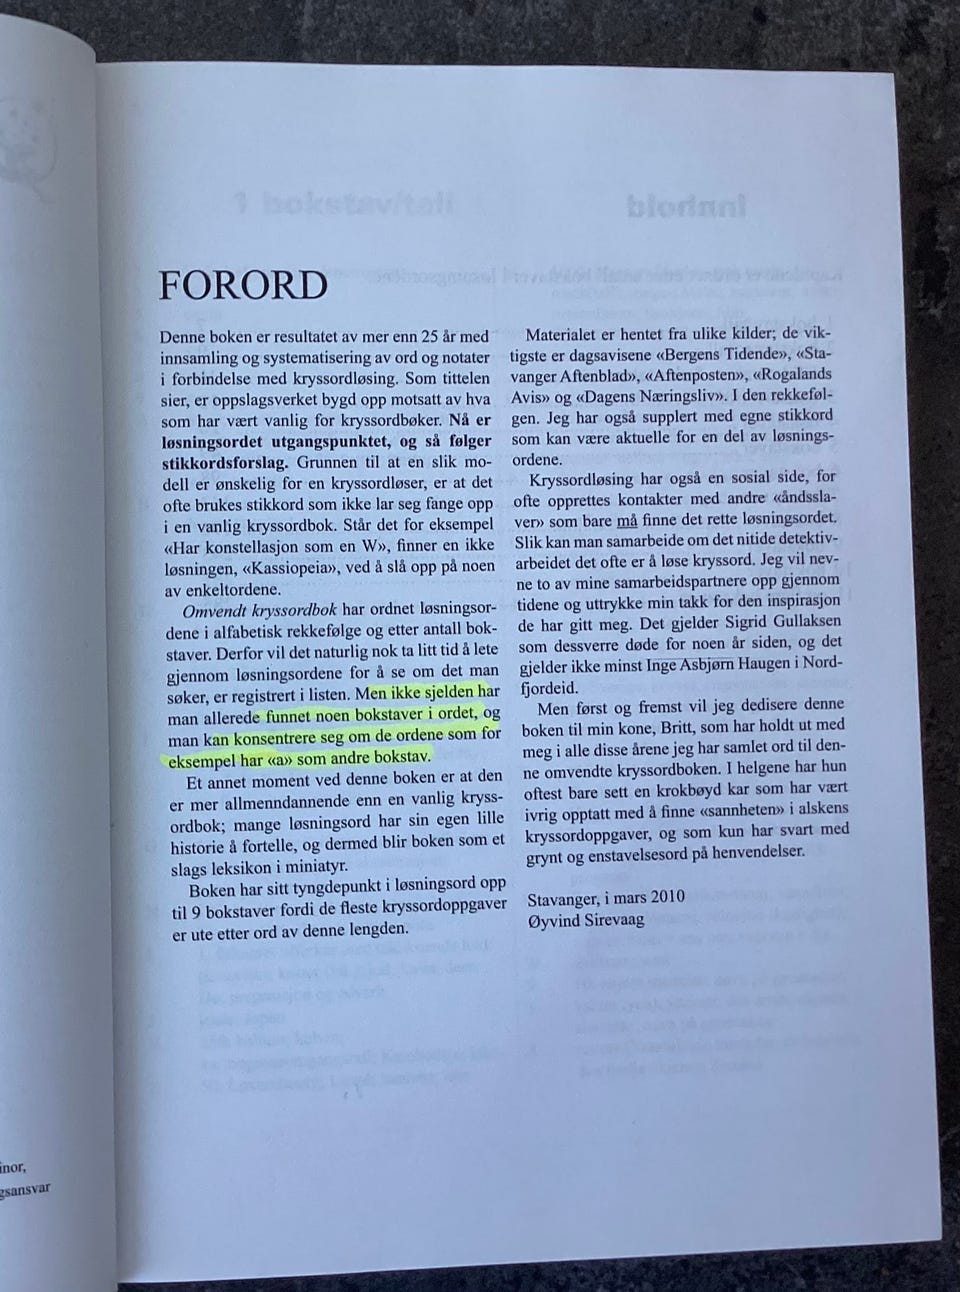 FORORD
Denne boken er resultatet av mer enn 25 år med
innsamling og systematisering av ord og notater
i forbindelse med kryssordløsing. Som tittelen
sier, er oppslagsverket bygd opp motsatt av hva
som har vært vanlig for kryssordbøker. Nå er
løsningsordet utgangspunktet, og så følger
stikkordsforslag. Grunnen til at en slik mo-
dell er ønskelig for en kryssordløser, er at det
ofte brukes stikkord som ikke lar seg fange opp
i en vanlig kryssordbok. Står det for eksempel
«Har konstellasjon som en W», finner en ikke
løsningen, «Kassiopeia», ved å slå opp på noen
av enkeltordene.
Omvendt kryssordbok har ordnet løsningsor-
dene i alfabetisk rekkefølge og etter antall bok-
staver. Derfor vil det naturlig nok ta litt tid å lete
gjennom løsningsordene for å se om det man
søker, er registrert i listen. Men ikke sjelden har
man allerede funnet noen bokstaver i ordet, og
man kan konsentrere seg om de ordene som for
eksempel har «a» som andre bokstav.
Et annet moment ved denne boken er at den
er mer allmenndannende enn en vanlig kryss-
ordbok; mange løsningsord har sin egen lille
historie å fortelle, og dermed blir boken som et
slags leksikon i miniatyr.
Boken har sitt tyngdepunkt i løsningsord opp
til 9 bokstaver fordi de fleste kryssordoppgaver
er ute etter ord av denne lengden.
Materialet er hentet fra ulike kilder; de vik-
tigste er dagsavisene «Bergens Tidende», «Sta-
vanger Aftenblad», «Aftenposten», «Rogalands
Avis» og «Dagens Næringsliv». I den rekkeføl-
gen. Jeg har også supplert med egne stikkord
som kan være aktuelle for en del av løsnings-
ordene.
Kryssordløsing har også en sosial side, for
ofte opprettes kontakter med andre «åndssla-
ver» som bare må finne det rette løsningsordet.
Slik kan man samarbeide om det nitide detektiv-
arbeidet det ofte er å løse kryssord. Jeg vil nev-
ne to av mine samarbeidspartnere opp gjennom
tidene og uttrykke min takk for den inspirasjon
de har gitt meg. Det gjelder Sigrid Gullaksen
som dessverre døde for noen år siden, og det
gjelder ikke minst Inge Asbjørn Haugen i Nord-
fjordeid.
Men først og fremst vil jeg dedisere denne
boken til min kone, Britt, som har holdt ut med
meg i alle disse årene jeg har samlet ord til den-
ne omvendte kryssordboken. I helgene har hun
oftest bare sett en krokbøyd kar som har vært
ivrig opptatt med å finne «sannheten» i alskens
kryssordoppgaver, og som kun har svart med
grynt og enstavelsesord på henvendelser.
Stavanger, i mars 2010
Øyvind Sirevaag
inor,
gsansvar